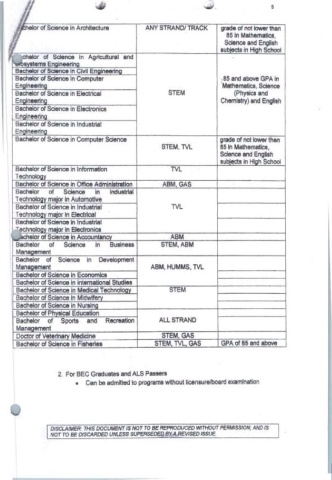 5
Bachelor of Science in Architecture ANY STRAND/ TRACK grade of not lower than
85 in Mathematics,
Science and English
subjects in High School
Bachelor of Science in Agricultural and
Biosystems Engineering
Bachelor of Science in Civil Engineering
Bachelor of Science in Computer
Engineering
Bachelor of Science in Electrical
Engineering
Bachelor of Science in Electronics
Engineering
Bachelor of Science in Industrial
Engineering
STEM
85 and above GPA in
Mathematics, Science
(Physics and
Chemistry) and English
Bachelor of Science in Computer Science STEM, TVL grade of not lower than
85 in Mathematics,
Science and English
subjects in High School
Bachelor of Science in Information TVL
Technology
Bachelor of Science in Office Administration ABM, GAS
Bachelor of Science in Industrial
Technology major in Automotive
Bachelor of Science in Industrial TVL
Technology major in Electrical
Bachelor of Science in Industrial
Technology major in Electronics
Bachelor of Science in Accountancy ABM
Bachelor of Science in Business STEM, ABM
Management
Bachelor of Science in Development
Management ABM, HUMMS, TVL
Bachelor of Science in Economics
Bachelor of Science in International Studies
Bachelor of Science in Medical Technology STEM
Bachelor of Science in Midwifery
Bachelor of Science in Nursing
Bachelor of Physical Education
Bachelor of Sports and Recreation ALL STRAND
Management
Doctor of Veterinary Medicine STEM, GAS
Bachelor of Science in Fisheries STEM, TVL, GAS GPA of 85 and above
2. For BEC Graduates and ALS Passers
• Can be admitted to programs without licensure/board examination
DISCLAIMER: THIS DOCUMENT IS NOT TO BE REPRODUCED WITHOUT PERMISSION, AND IS
NOT TO BE DISCARDED UNLESS SUPERSEDED BY A REVISED ISSUE.